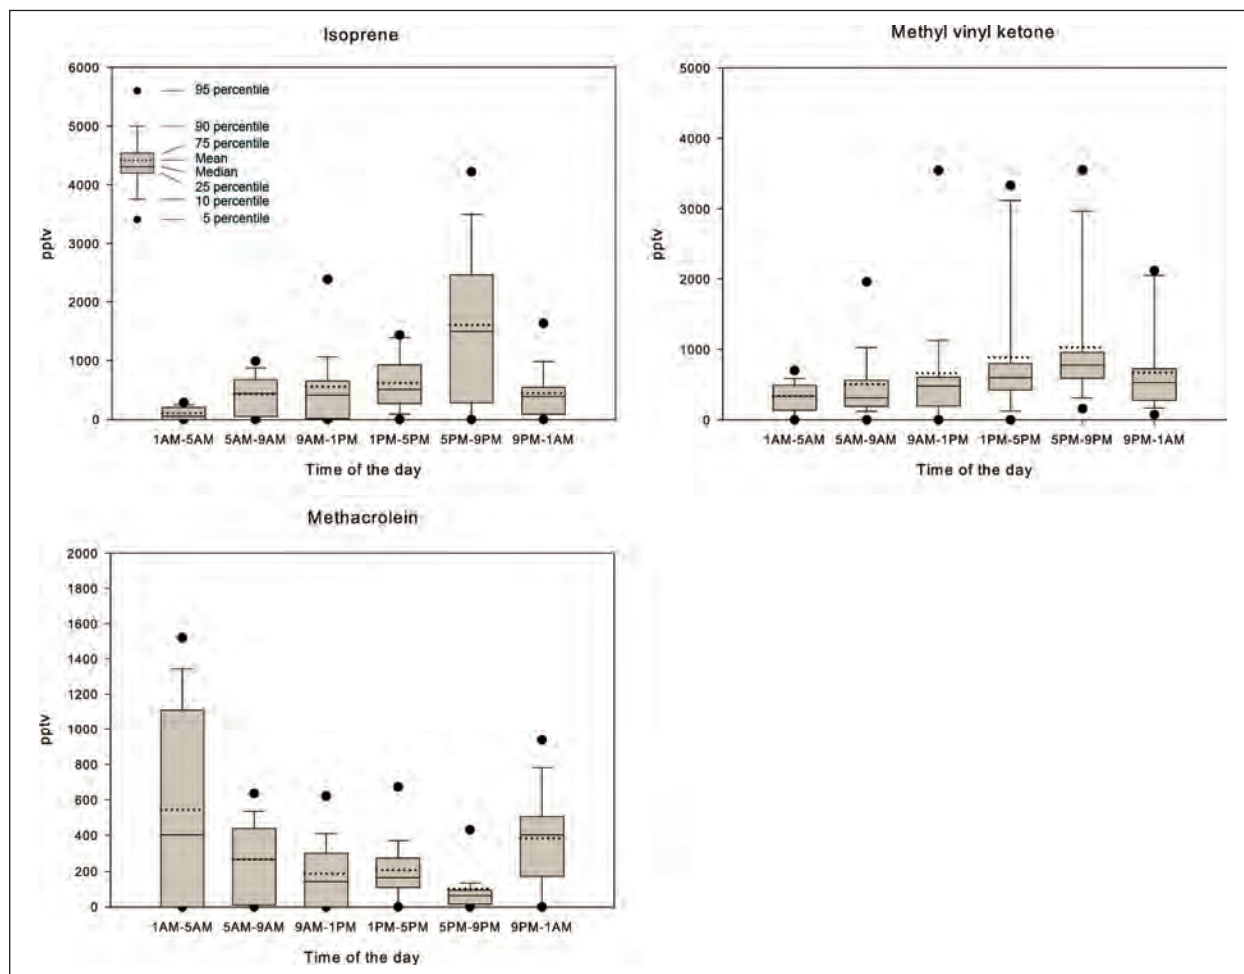 Isoprene
6000
5000
4000
3000
2000
1000
0
pptv
95 percentile
90 percentile
75 percentile
Mean
Median
25 percentile
10 percentile
5 percentile
1AM-5AM 5AM-9AM 9AM-1PM 1PM-5PM 5PM-9PM 9PM-1AM
Time of the day
Methyl vinyl ketone
5000
4000
3000
2000
1000
0
pptv
1AM-5AM 5AM-9AM 9AM-1PM 1PM-5PM 5PM-9PM 9PM-1AM
Time of the day
Methacrolein
2000
1800
1600
1400
1200
1000
800
600
400
200
0
pptv
1AM-5AM 5AM-9AM 9AM-1PM 1PM-5PM 5PM-9PM 9PM-1AM
Time of the day